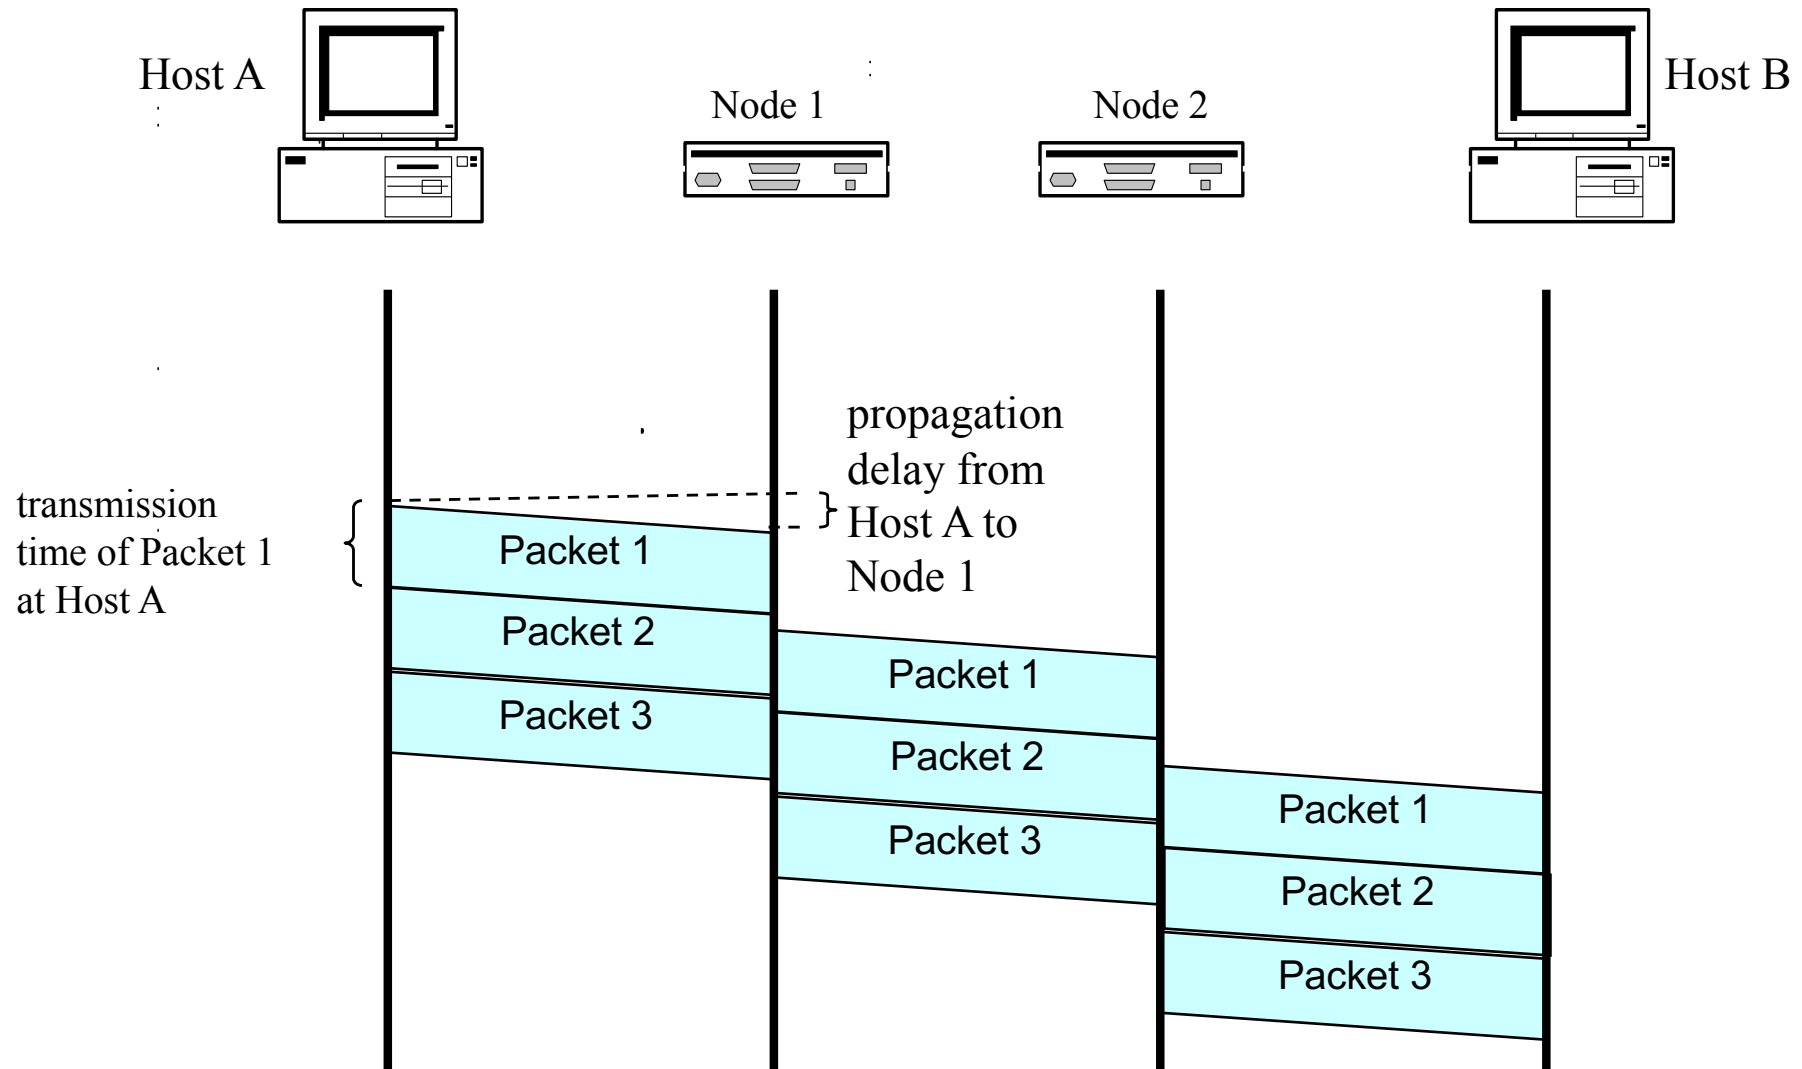 Host A
Node 1
Node 2
Host B
propagation
delay from
Host A to
Node 1
transmission
time of Packet 1
at Host A
Packet 1
Packet 2
Packet 3
Packet 1
Packet 2
Packet 3
Packet 1
Packet 2
Packet 3